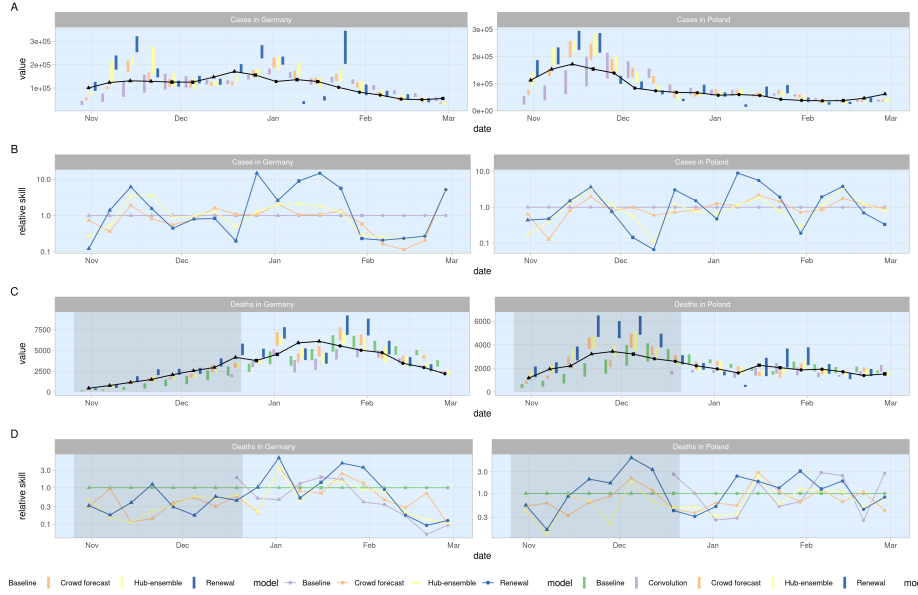 A
Cases in Germany
Cases in Poland
value
3e+05
2e+05
1e+05
3e+05
2e+05
1e+05
0e+00
Nov Dec Jan Feb Mar
Nov Dec Jan Feb Mar
date
date
B
Cases in Germany
Cases in Poland
relative skill
10.0
1.0
0.1
10.0
1.0
0.1
Nov Dec Jan Feb Mar
Nov Dec Jan Feb Mar
date
date
C
Deaths in Germany
Deaths in Poland
value
7500
5000
2500
0
6000
4000
2000
0
Nov Dec Jan Feb Mar
Nov Dec Jan Feb Mar
date
date
D
Deaths in Germany
Deaths in Poland
relative skill
3.0
1.0
0.3
0.1
3.0
1.0
0.3
Nov Dec Jan Feb Mar
Nov Dec Jan Feb Mar
date
date
Baseline Crowd forecast Hub-ensemble Renewal model Baseline Crowd forecast Hub-ensemble Renewal model Baseline Convolution Crowd forecast Hub-ensemble Renewal